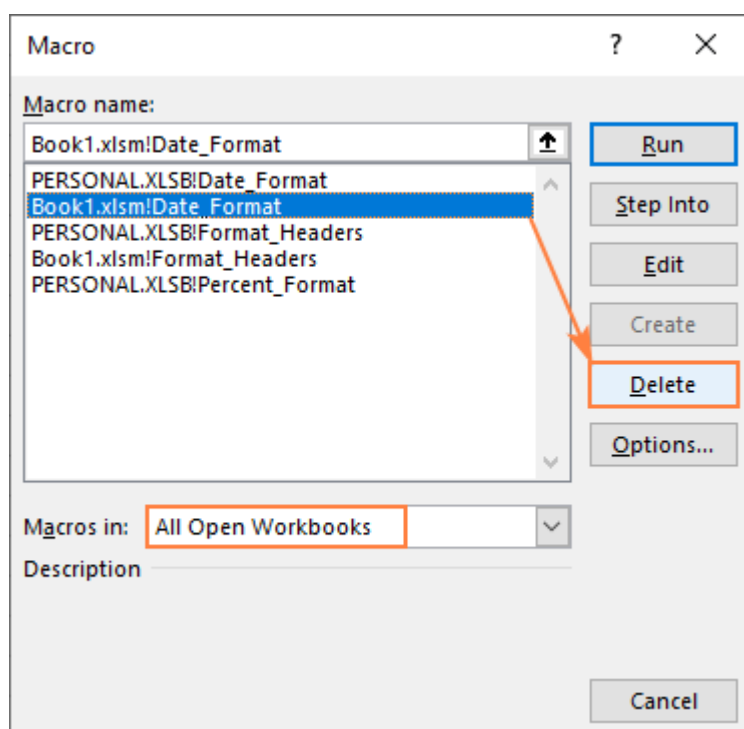 Macro
Macro name:
Book1.xlsm!Date_Format
Run
PERSONAL.XLSB!Date_Format
Book1.xlsm!Date_Format
PERSONAL.XLSB!Format_Headers
Book1.xlsm!Format_Headers
PERSONAL.XLSB!Percent_Format
Step Into
Edit
Create
Delete
Options...
Macros in: All Open Workbooks
Description
Cancel